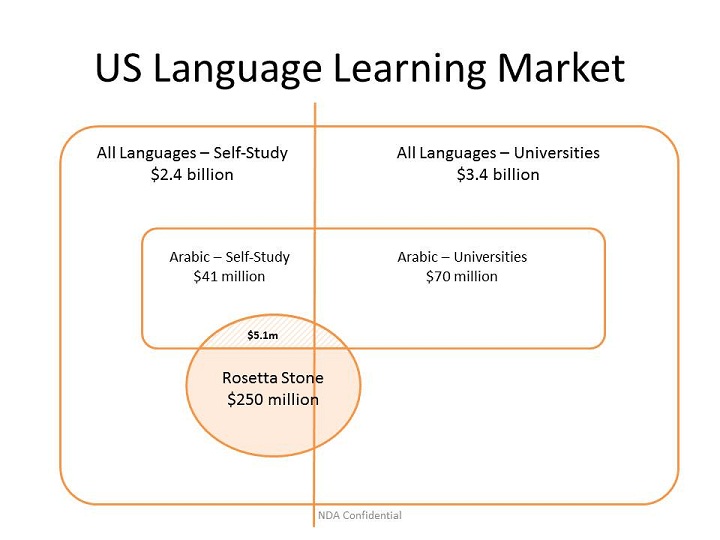 US Language Learning Market
All Languages – Self-Study
$2.4 billion
All Languages – Universities
$3.4 billion
Arabic – Self-Study
$41 million
Arabic – Universities
$70 million
$5.1m
Rosetta Stone
$250 million
NDA Confidential